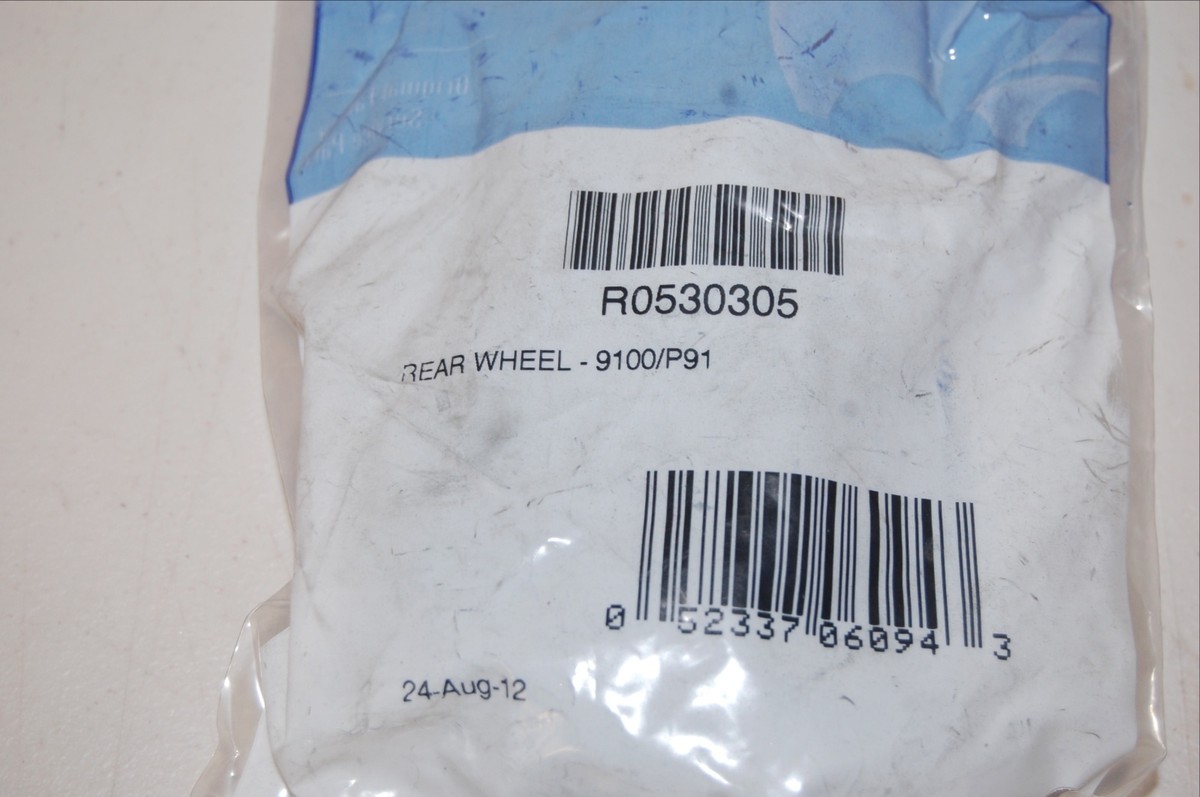 R0530305
REAR WHEEL - 9100/P91
0 52337 06094 3
24-Aug-12